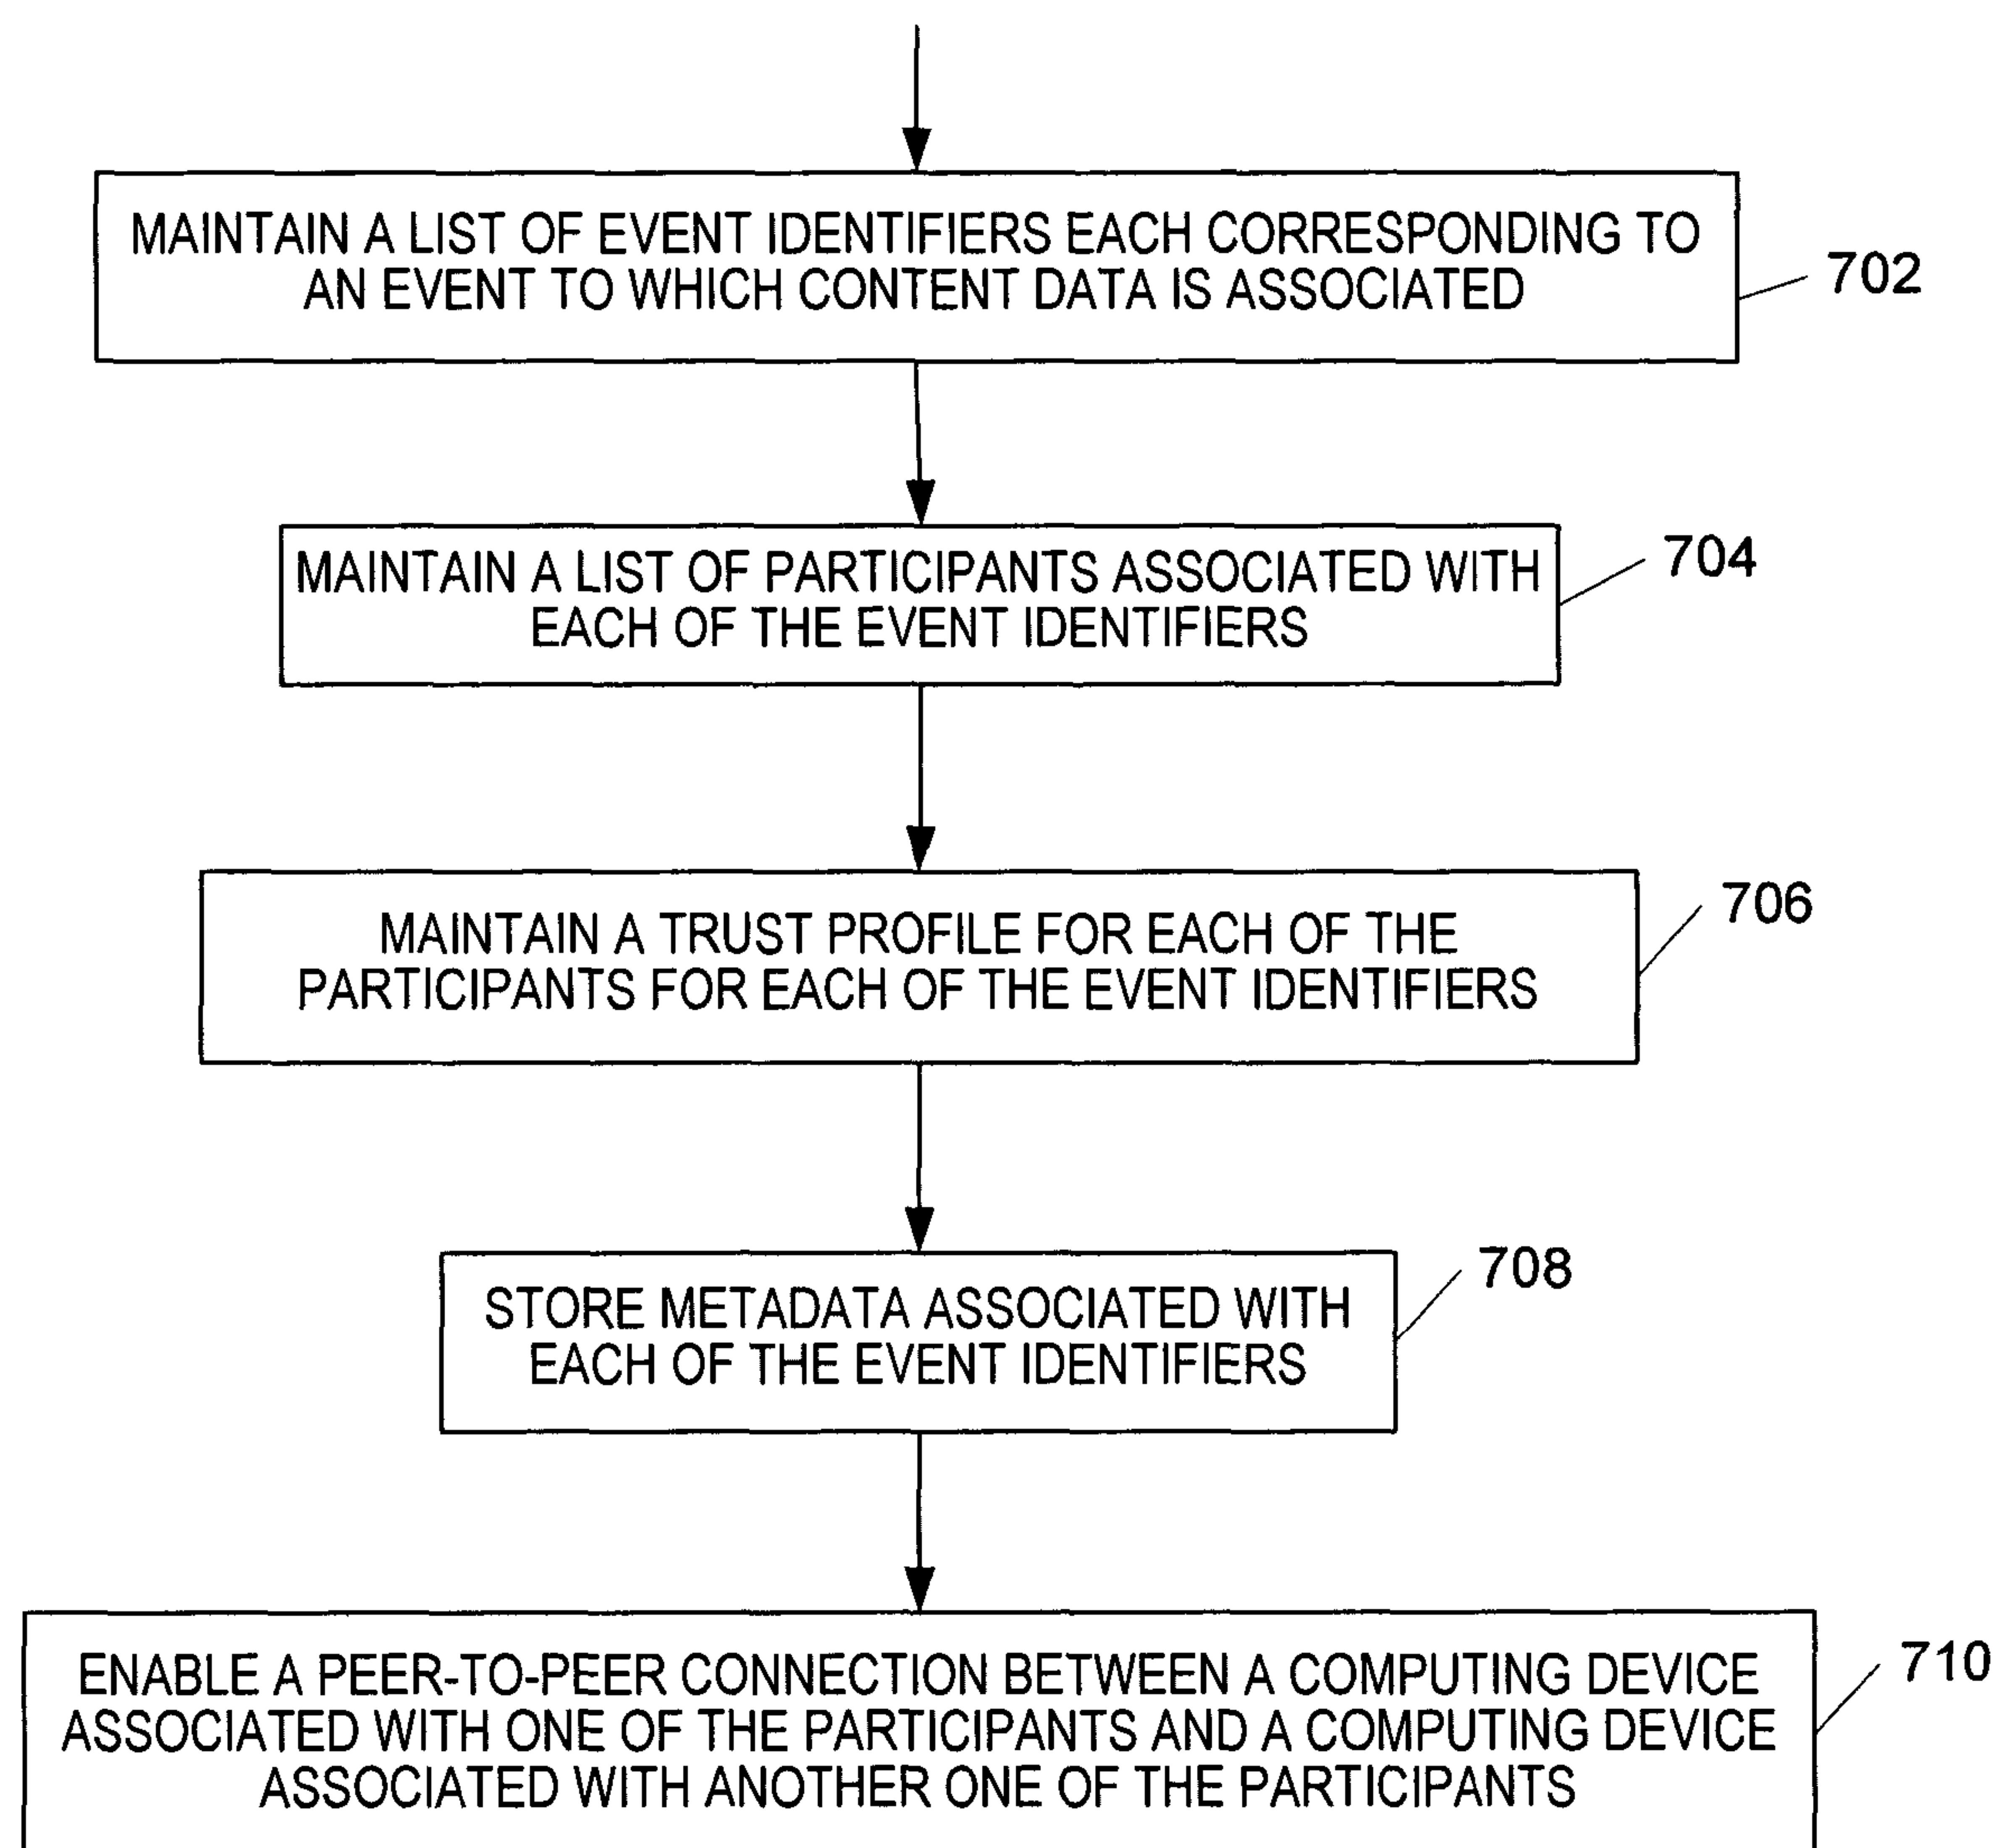 MAINTAIN A LIST OF EVENT IDENTIFIERS EACH CORRESPONDING TO
AN EVENT TO WHICH CONTENT DATA IS ASSOCIATED
702
MAINTAIN A LIST OF PARTICIPANTS ASSOCIATED WITH
EACH OF THE EVENT IDENTIFIERS
704
MAINTAIN A TRUST PROFILE FOR EACH OF THE
PARTICIPANTS FOR EACH OF THE EVENT IDENTIFIERS
706
STORE METADATA ASSOCIATED WITH
EACH OF THE EVENT IDENTIFIERS
708
ENABLE A PEER-TO-PEER CONNECTION BETWEEN A COMPUTING DEVICE
ASSOCIATED WITH ONE OF THE PARTICIPANTS AND A COMPUTING DEVICE
ASSOCIATED WITH ANOTHER ONE OF THE PARTICIPANTS
710